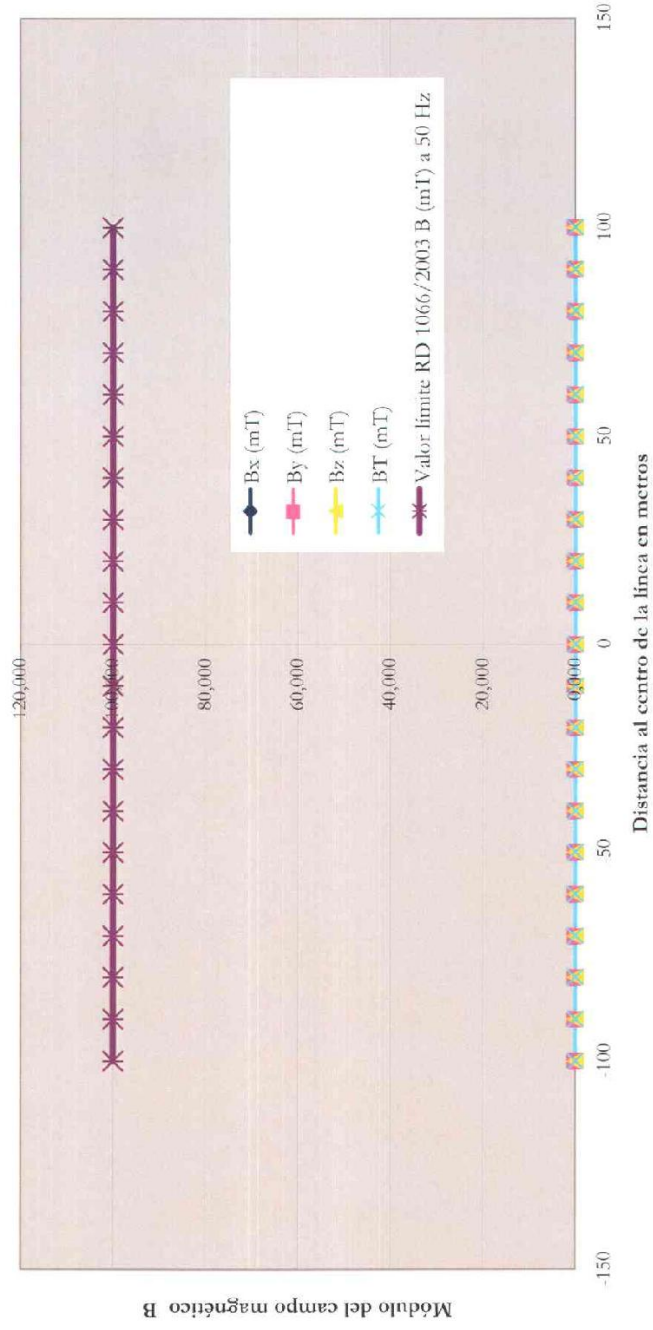 Módulo del campo magnético B
120,000
100,000
80,000
60,000
40,000
20,000
0,000
-150
-100
50
0
50
100
150
Distancia al centro de la línea en metros
Bx (mT)
By (mT)
Bz (mT)
BT (mT)
Valor límite RD 1066/2003 B (mT) a 50 Hz